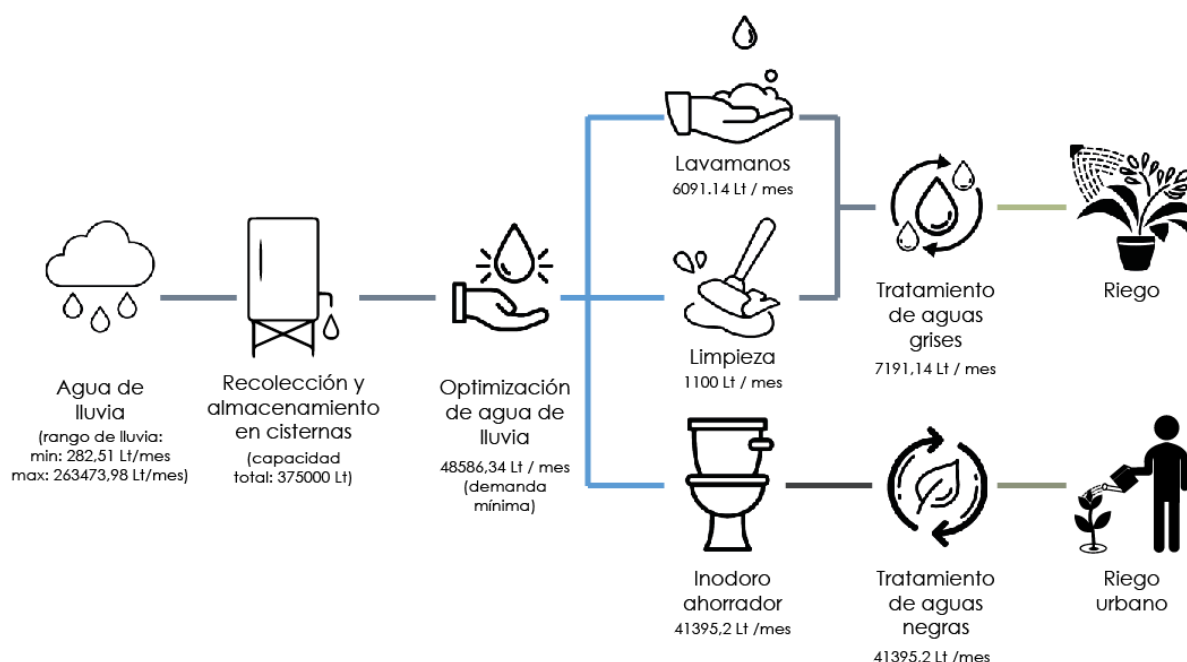 Agua de
lluvia
(rango de lluvia:
min: 282,51 Lt/mes
max: 263473,98 Lt/mes)
Recolección y
almacenamiento
en cisternas
(capacidad
total: 375000 Lt)
Optimización
de agua de
lluvia
48586,34 Lt / mes
(demanda
mínima)
Lavamanos
6091.14 Lt / mes
Limpieza
1100 Lt / mes
Inodoro
ahorrador
41395,2 Lt /mes
Tratamiento
de aguas
grises
7191,14 Lt / mes
Tratamiento
de aguas
negras
41395,2 Lt /mes
Riego
Riego
urbano